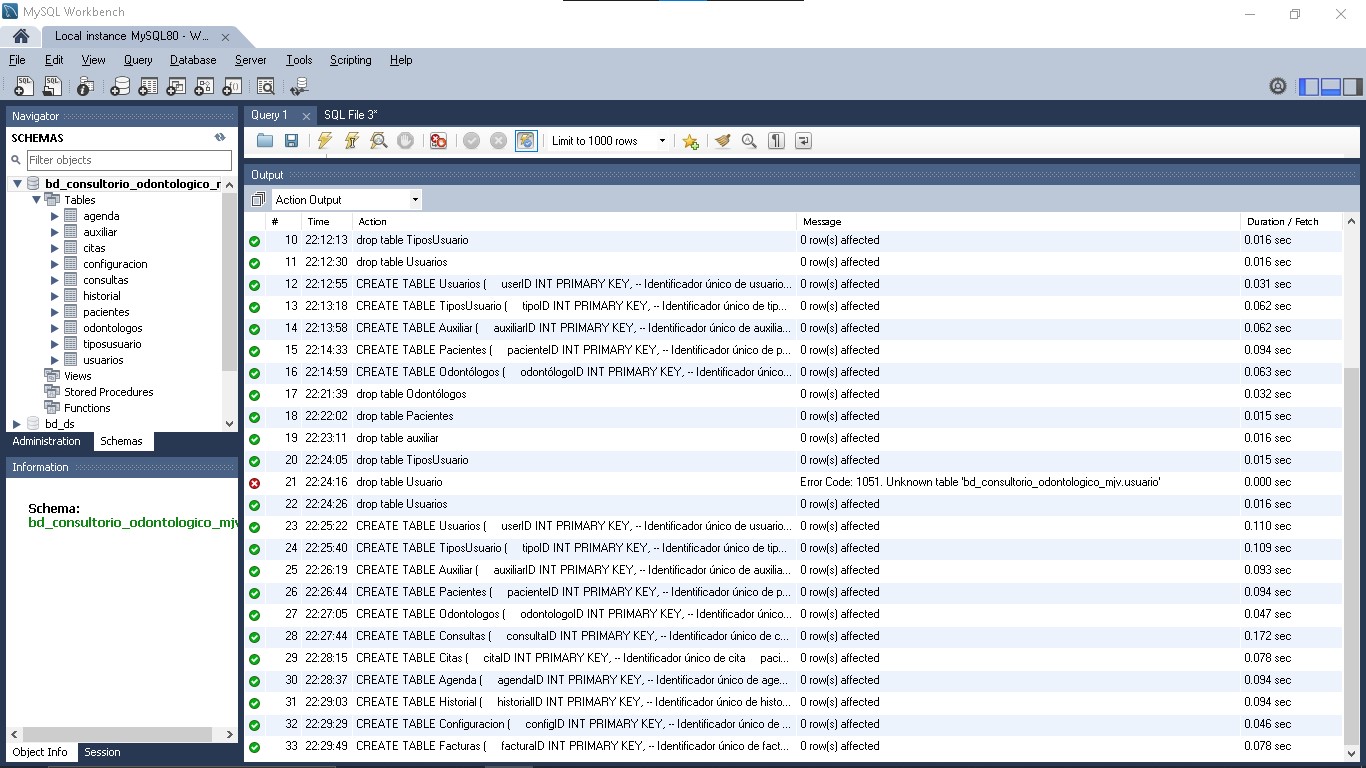 MySQL Workbench
Local instance MySQL80 - W...
File Edit View Query Database Server Tools Scripting Help
Navigator
SCHEMAS
Filter objects
bd_consultorio_odontologico_
Tables
agenda
auxiliar
citas
configuracion
consultas
historial
pacientes
odontologos
tiposusuario
usuarios
Views
Stored Procedures
Functions
bd_ds
Administration Schemas
Information
Schema:
bd_consultorio_odontologico_mjv
Object Info Session
Query 1 SQL File 3*
Limit to 1000 rows
Output
Action Output
# Time Action Message Duration / Fetch
10 22:12:13 drop table TiposUsuario 0 row(s) affected 0.016 sec
11 22:12:30 drop table Usuarios 0 row(s) affected 0.016 sec
12 22:12:55 CREATE TABLE Usuarios ( userID INT PRIMARY KEY, -- Identificador único de usuario... 0 row(s) affected 0.031 sec
13 22:13:18 CREATE TABLE TiposUsuario ( tipoID INT PRIMARY KEY, -- Identificador único de tip... 0 row(s) affected 0.062 sec
14 22:13:58 CREATE TABLE Auxiliar ( auxiliarID INT PRIMARY KEY, -- Identificador único de auxilia... 0 row(s) affected 0.062 sec
15 22:14:33 CREATE TABLE Pacientes ( pacienteID INT PRIMARY KEY, -- Identificador único de p... 0 row(s) affected 0.094 sec
16 22:14:59 CREATE TABLE Odontólogos ( odontólogoID INT PRIMARY KEY, -- Identificador único... 0 row(s) affected 0.063 sec
17 22:21:39 drop table Odontólogos 0 row(s) affected 0.032 sec
18 22:22:02 drop table Pacientes 0 row(s) affected 0.015 sec
19 22:23:11 drop table auxiliar 0 row(s) affected 0.016 sec
20 22:24:05 drop table TiposUsuario 0 row(s) affected 0.015 sec
21 22:24:16 drop table Usuario Error Code: 1051. Unknown table 'bd_consultorio_odontologico_mjv.usuario' 0.000 sec
22 22:24:26 drop table Usuarios 0 row(s) affected 0.016 sec
23 22:25:22 CREATE TABLE Usuarios ( userID INT PRIMARY KEY, -- Identificador único de usuario... 0 row(s) affected 0.110 sec
24 22:25:40 CREATE TABLE TiposUsuario ( tipoID INT PRIMARY KEY, -- Identificador único de tip... 0 row(s) affected 0.109 sec
25 22:26:19 CREATE TABLE Auxiliar ( auxiliarID INT PRIMARY KEY, -- Identificador único de auxilia... 0 row(s) affected 0.093 sec
26 22:26:44 CREATE TABLE Pacientes ( pacienteID INT PRIMARY KEY, -- Identificador único de p... 0 row(s) affected 0.094 sec
27 22:27:05 CREATE TABLE Odontologos ( odontologoID INT PRIMARY KEY, -- Identificador único... 0 row(s) affected 0.047 sec
28 22:27:44 CREATE TABLE Consultas ( consultaID INT PRIMARY KEY, -- Identificador único de c... 0 row(s) affected 0.172 sec
29 22:28:15 CREATE TABLE Citas ( citaID INT PRIMARY KEY, -- Identificador único de cita paci... 0 row(s) affected 0.078 sec
30 22:28:37 CREATE TABLE Agenda ( agendaID INT PRIMARY KEY, -- Identificador único de age... 0 row(s) affected 0.094 sec
31 22:29:03 CREATE TABLE Historial ( historialID INT PRIMARY KEY, -- Identificador único de histo... 0 row(s) affected 0.094 sec
32 22:29:29 CREATE TABLE Configuracion ( configID INT PRIMARY KEY, -- Identificador único de ... 0 row(s) affected 0.046 sec
33 22:29:49 CREATE TABLE Facturas ( facturaID INT PRIMARY KEY, -- Identificador único de fact... 0 row(s) affected 0.078 sec